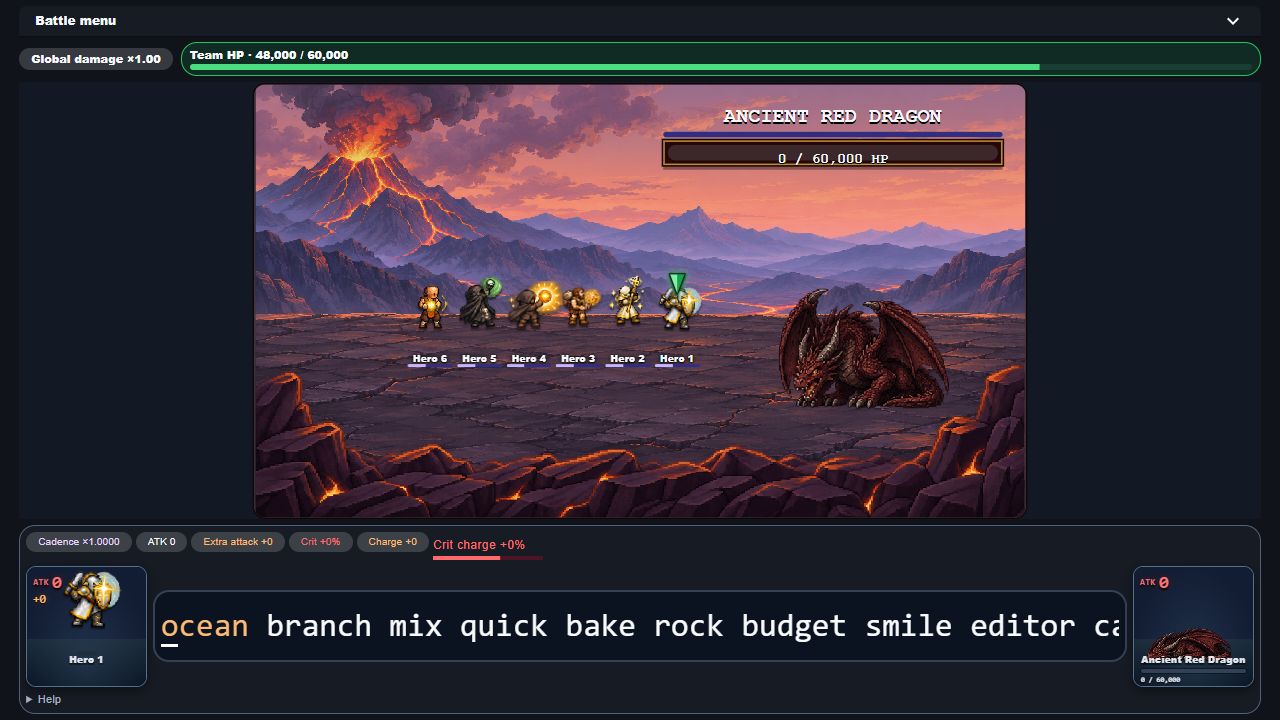 Battle menu
Global damage ×1.00
Team HP · 48,000 / 60,000
ANCIENT RED DRAGON
0 / 60,000 HP
Hero 6 Hero 5 Hero 4 Hero 3 Hero 2 Hero 1
Cadence ×1.0000 ATK 0 Extra attack +0 Crit +0% Charge +0 Crit charge +0%
ATK 0
+0
Hero 1
ocean branch mix quick bake rock budget smile editor ca
ATK 0
Ancient Red Dragon
0 / 60,000
Help